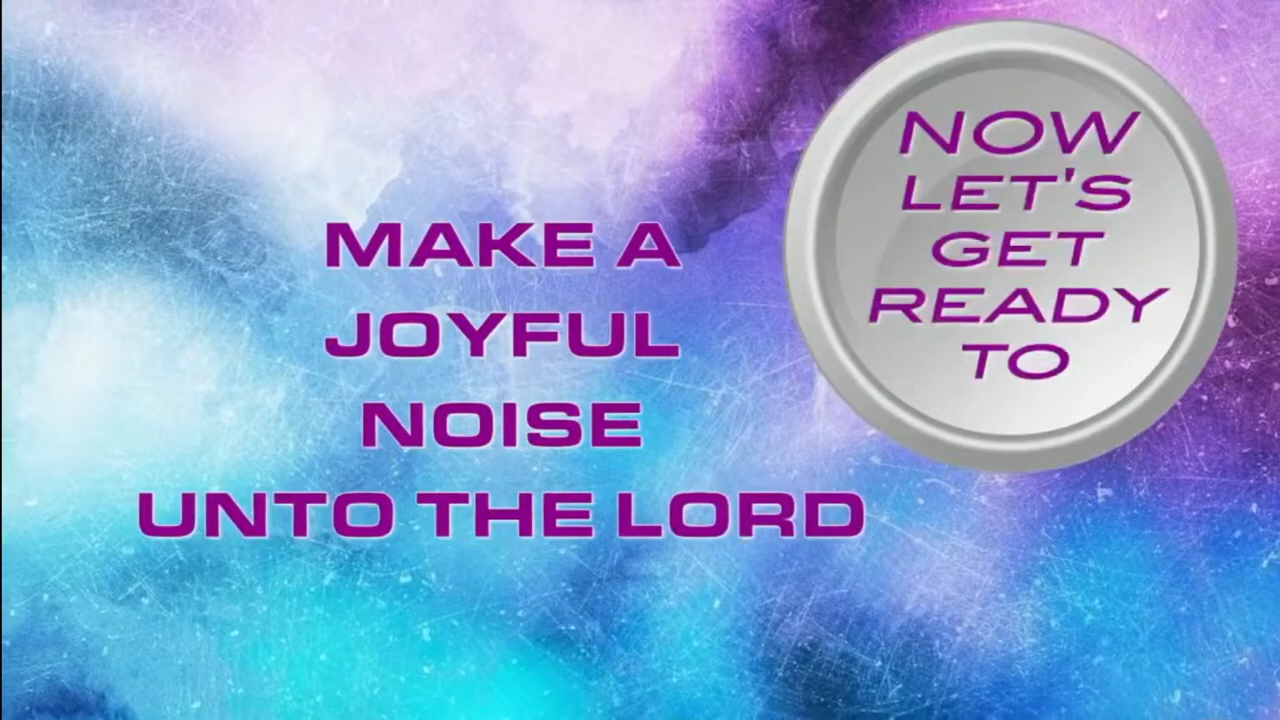 NOW
LET'S
GET
READY
TO
MAKE A
JOYFUL
NOISE
UNTO THE LORD